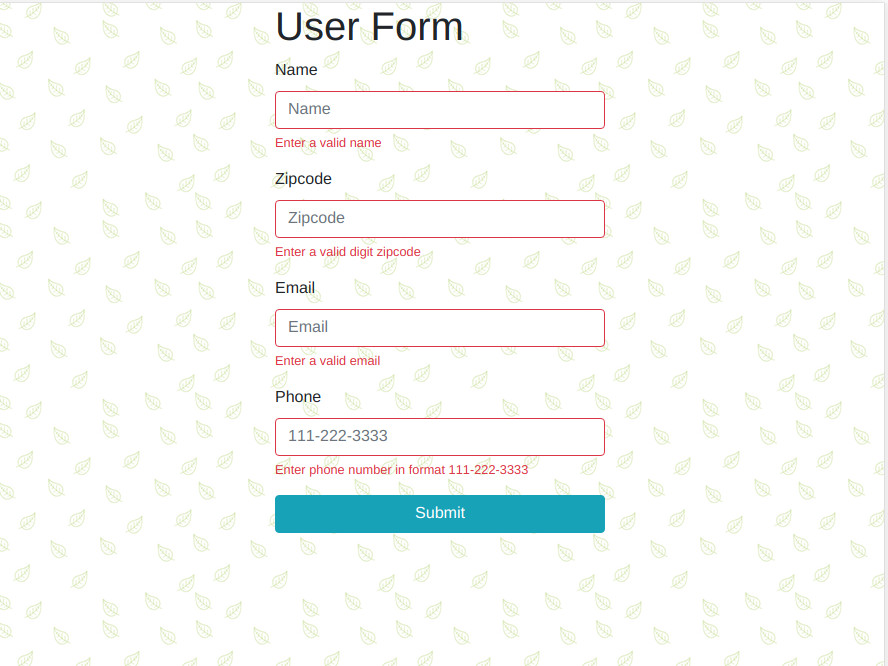 User Form
Name
Name
Enter a valid name
Zipcode
Zipcode
Enter a valid digit zipcode
Email
Email
Enter a valid email
Phone
111-222-3333
Enter phone number in format 111-222-3333
Submit